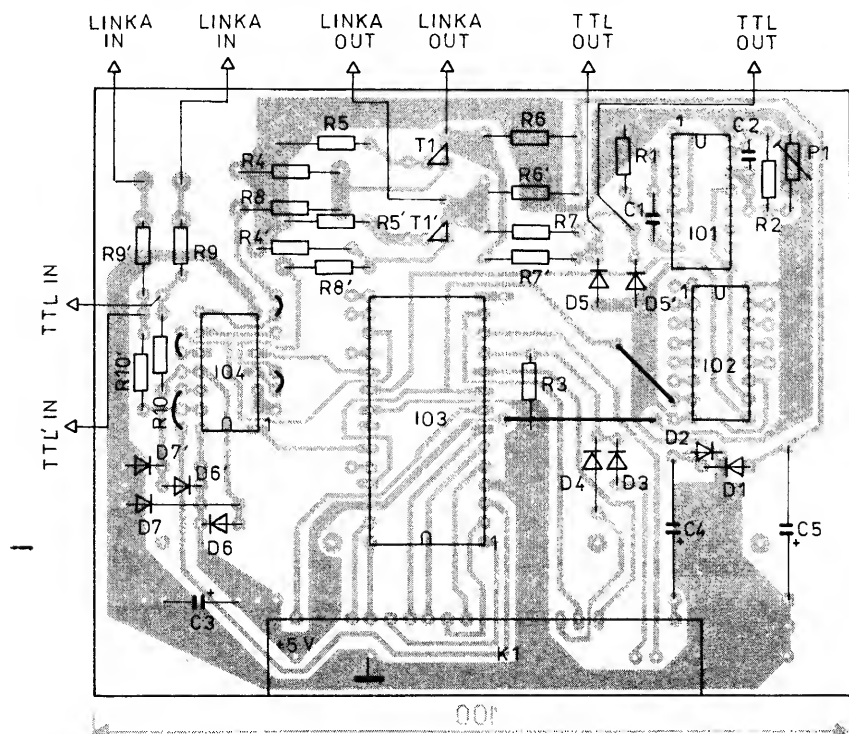 LINKA IN
LINKA IN
LINKA OUT
LINKA OUT
TTL OUT
TTL OUT
R5
T1
R6
R1
1
U
C2
P1
R4
R8
R6'
R2
R5'
T1'
R7
C1
IO1
R9'
R9
R4'
R8'
R7'
D5
D5'
1
U
TTL IN
IO4
IO2
R10'
R10
IO3
R3
U
1
TTL' IN
D7'
D6'
D2
D7
D6
D4
D3
D1
U
1
C4
+
C5
+
C3
+
+5V
K1
100